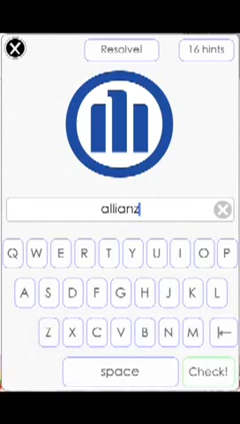 X
Resolve! 16 hints
allianz
Q W E R T Y U I O P
A S D F G H J K L
Z X C V B N M
space Check!